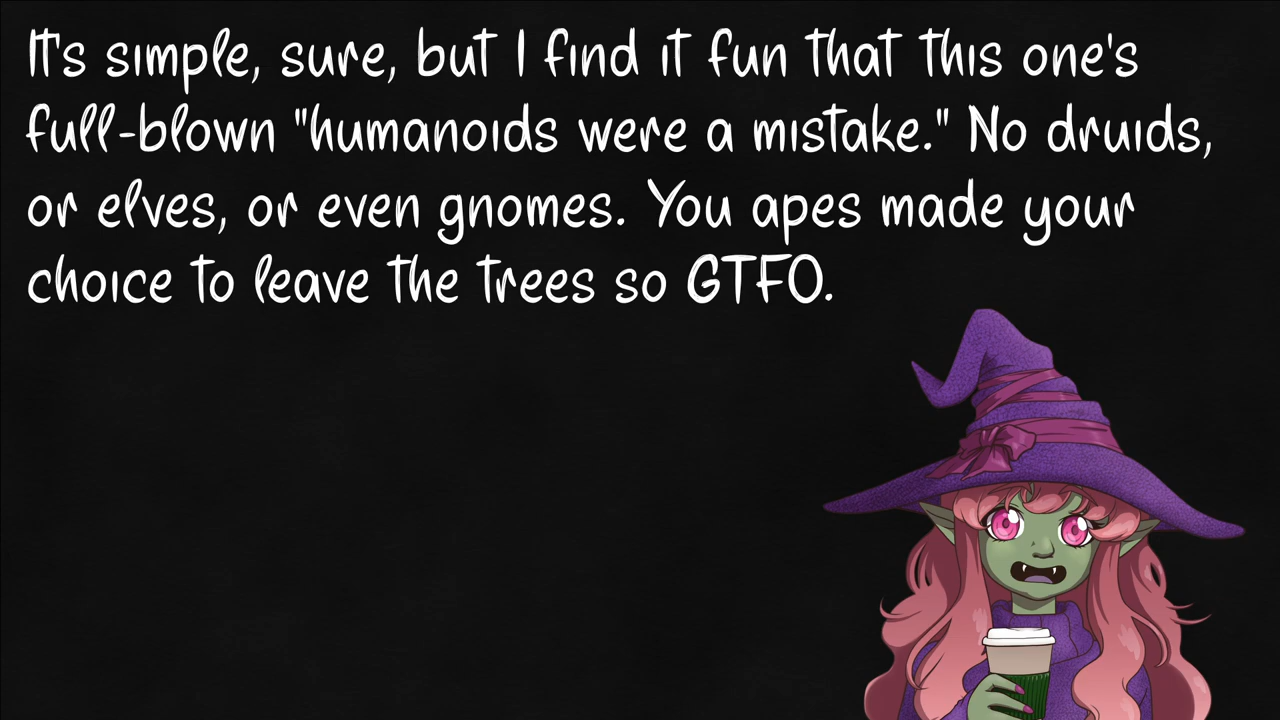 It's simple, sure, but I find it fun that this one's
full-blown "humanoids were a mistake." No druids,
or elves, or even gnomes. You apes made your
choice to leave the trees so GTFO.